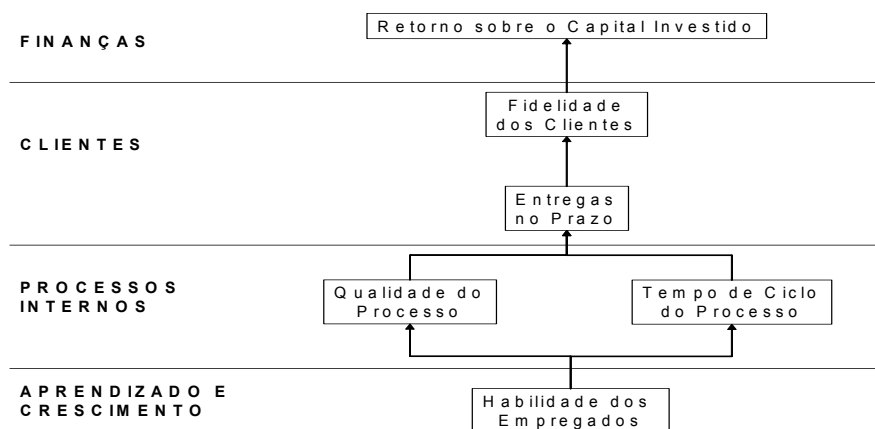 FINANÇAS
Retorno sobre o Capital Investido
CLIENTES
Fidelidade
dos Clientes
Entregas
no Prazo
PROCESSOS
INTERNOS
Qualidade do
Processo
Tempo de Ciclo
do Processo
APRENDIZADO E
CRESCIMENTO
Habilidade dos
Empregados